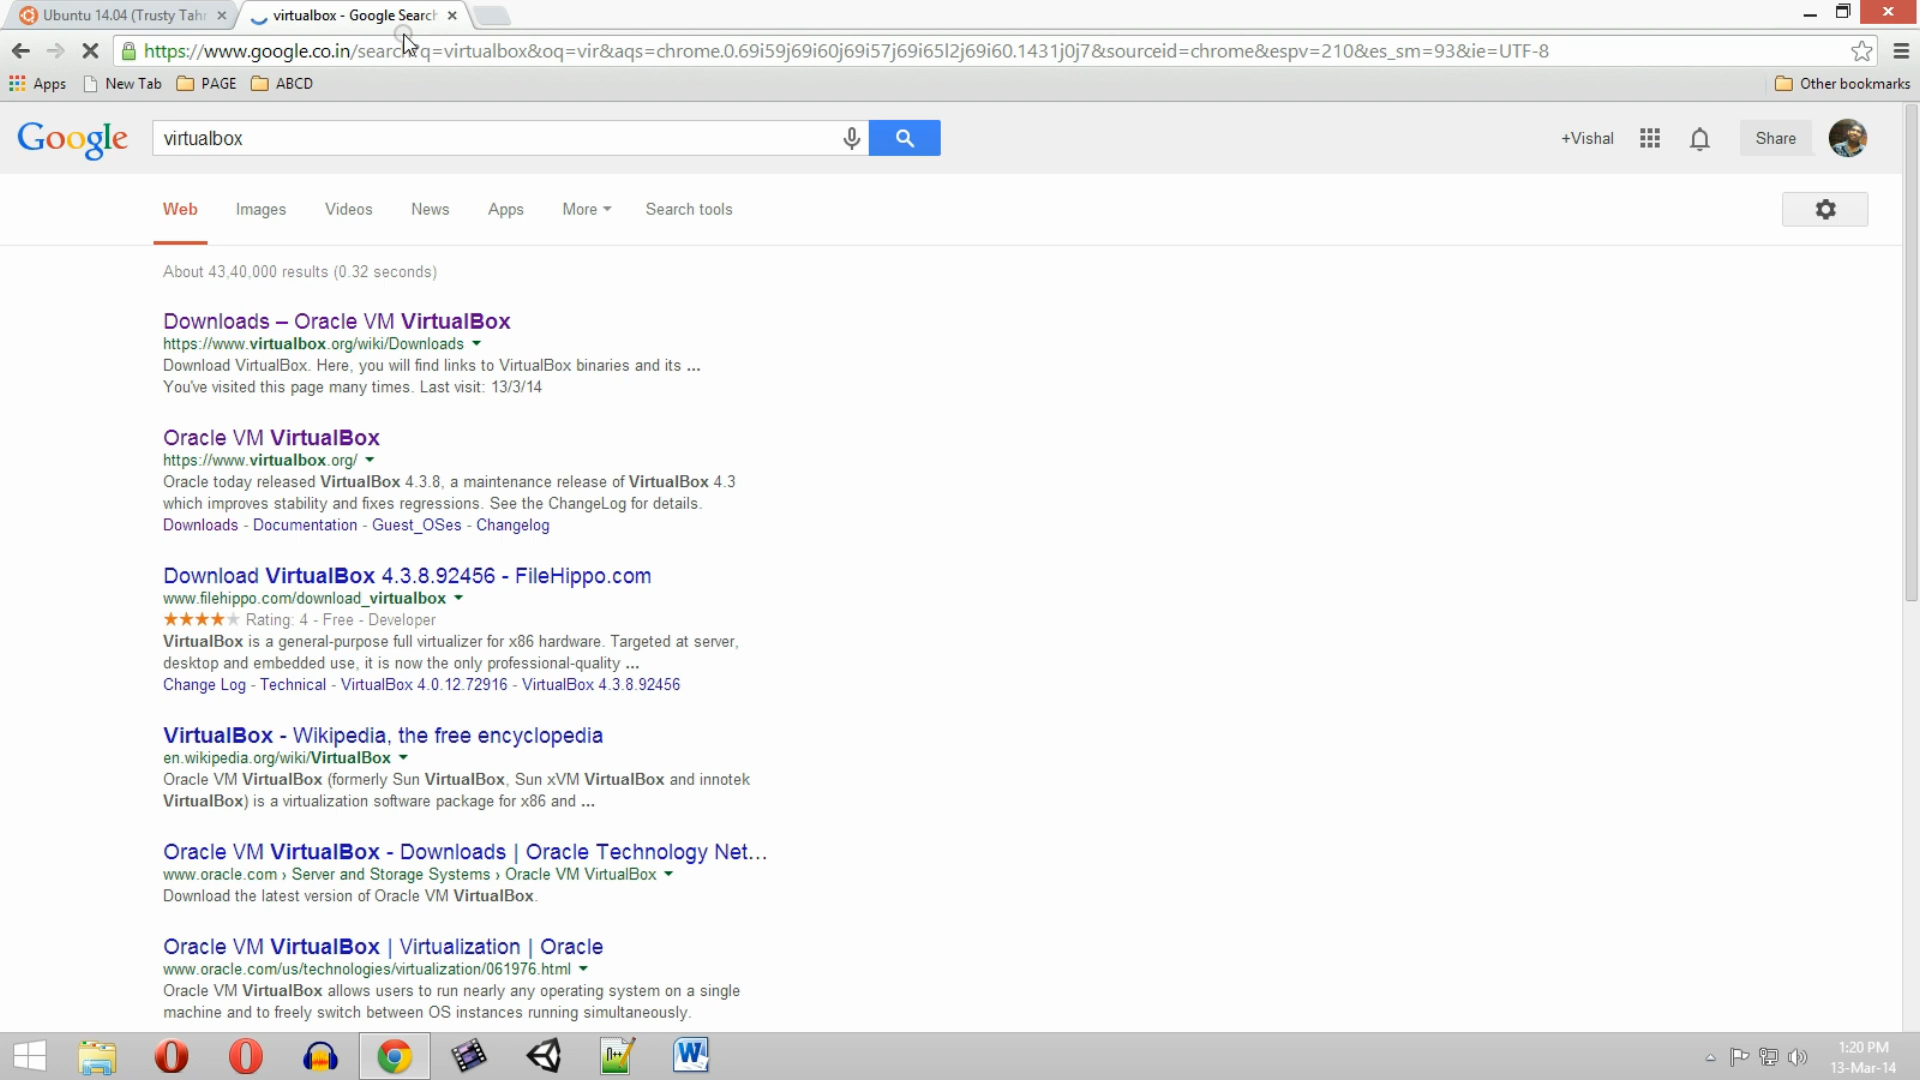 Ubuntu 14.04 (Trusty Tahr
virtualbox - Google Search
https://www.google.co.in/search?q=virtualbox&oq=vir&aqs=chrome.0.69i59j69i60j69i57j69i65l2j69i60.1431j0j7&sourceid=chrome&espv=210&es_sm=93&ie=UTF-8
Apps New Tab PAGE ABCD Other bookmarks
Google virtualbox +Vishal Share
Web Images Videos News Apps More Search tools
About 43,40,000 results (0.32 seconds)
Downloads – Oracle VM VirtualBox
https://www.virtualbox.org/wiki/Downloads
Download VirtualBox. Here, you will find links to VirtualBox binaries and its ...
You've visited this page many times. Last visit: 13/3/14
Oracle VM VirtualBox
https://www.virtualbox.org/
Oracle today released VirtualBox 4.3.8, a maintenance release of VirtualBox 4.3
which improves stability and fixes regressions. See the ChangeLog for details.
Downloads - Documentation - Guest_OSes - Changelog
Download VirtualBox 4.3.8.92456 - FileHippo.com
www.filehippo.com/download_virtualbox
Rating: 4 - Free - Developer
VirtualBox is a general-purpose full virtualizer for x86 hardware. Targeted at server,
desktop and embedded use, it is now the only professional-quality ...
Change Log - Technical - VirtualBox 4.0.12.72916 - VirtualBox 4.3.8.92456
VirtualBox - Wikipedia, the free encyclopedia
en.wikipedia.org/wiki/VirtualBox
Oracle VM VirtualBox (formerly Sun VirtualBox, Sun xVM VirtualBox and innotek
VirtualBox) is a virtualization software package for x86 and ...
Oracle VM VirtualBox - Downloads | Oracle Technology Net...
www.oracle.com › Server and Storage Systems › Oracle VM VirtualBox
Download the latest version of Oracle VM VirtualBox.
Oracle VM VirtualBox | Virtualization | Oracle
www.oracle.com/us/technologies/virtualization/061976.html
Oracle VM VirtualBox allows users to run nearly any operating system on a single
machine and to freely switch between OS instances running simultaneously.
1:20 PM
13-Mar-14